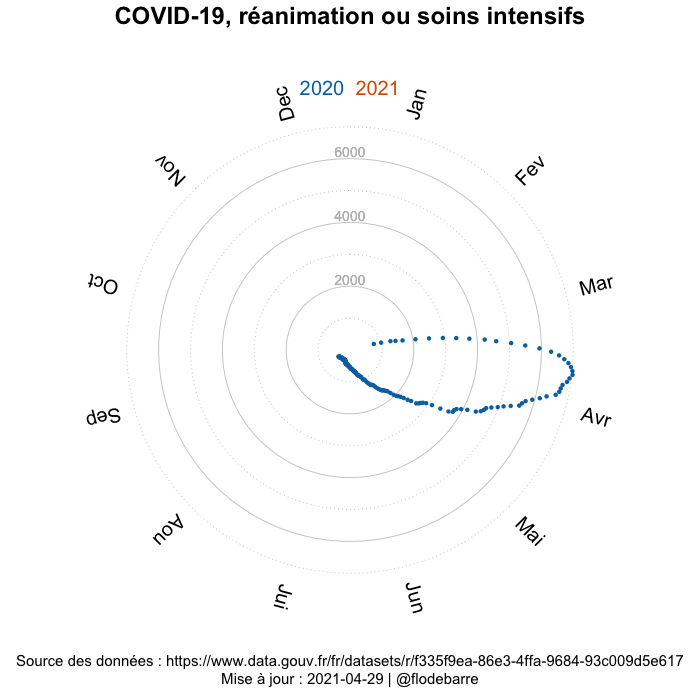 COVID-19, réanimation ou soins intensifs
2020 2021
Dec
Jan
Nov
Fev
6000
4000
Oct
2000
Mar
Sep
Avr
Aou
Mai
Jui
Jun
Source des données : https://www.data.gouv.fr/fr/datasets/r/f335f9ea-86e3-4ffa-9684-93c009d5e617
Mise à jour : 2021-04-29 | @flodebarre